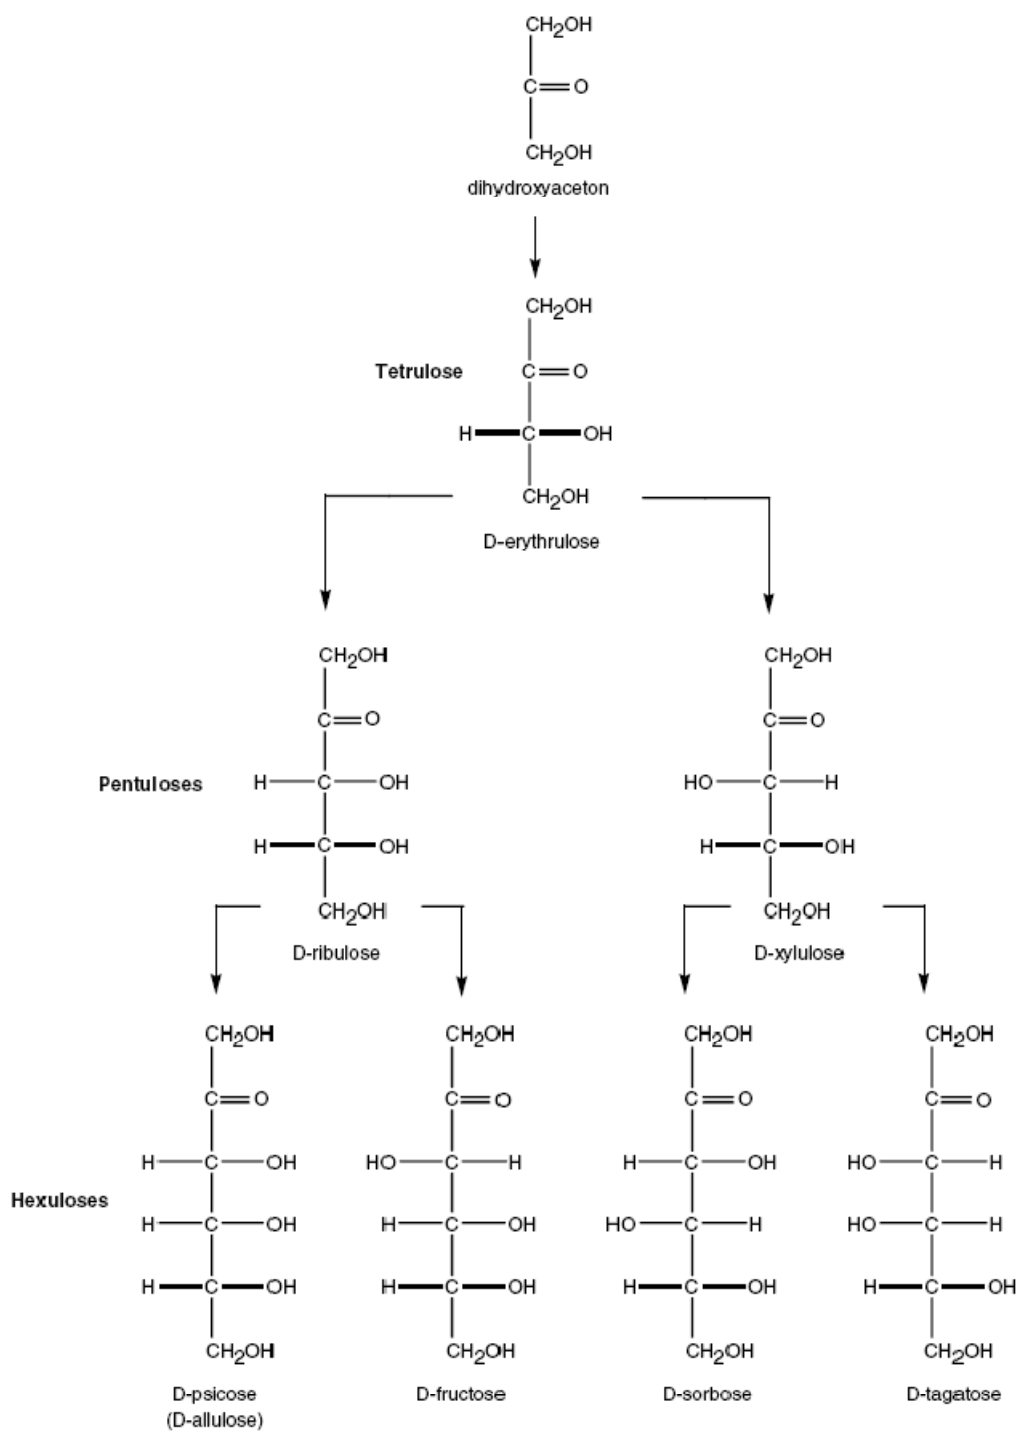 CH2OH
C=O
CH2OH
dihydroxyaceton
CH2OH
Tetrulose C=O
H C OH
CH2OH
D-erythrulose
CH2OH CH2OH
C=O C=O
Pentuloses H C OH HO C H
H C OH H C OH
CH2OH CH2OH
D-ribulose D-xylulose
CH2OH CH2OH CH2OH CH2OH
C=O C=O C=O C=O
H C OH HO C H H C OH HO C H
Hexuloses H C OH H C OH HO C H HO C H
H C OH H C OH H C OH H C OH
CH2OH CH2OH CH2OH CH2OH
D-psicose D-fructose D-sorbose D-tagatose
(D-allulose)